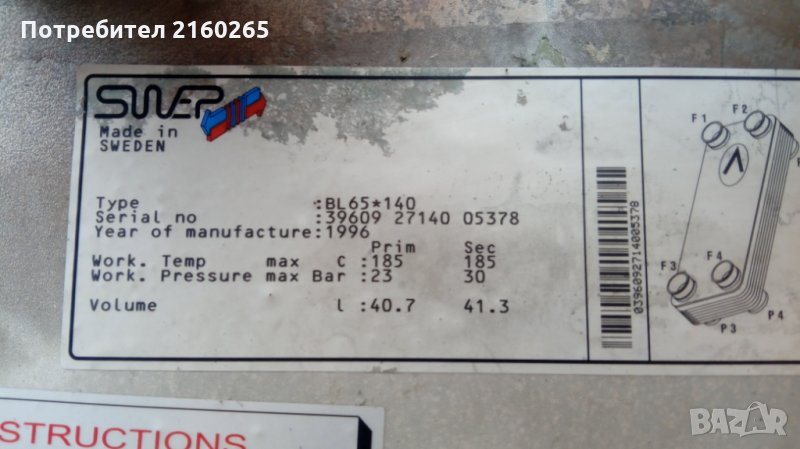 Потребител 2160265
SWEP
Made in
SWEDEN
Type :BL65*140
Serial no :39609 27140 05378
Year of manufacture:1996
Prim Sec
Work. Temp max C :185 185
Work. Pressure max Bar :23 30
Volume l :40.7 41.3
0396092714005378
F1 F2
F3 F4
P3 P4
STRUCTIONS
BAZAR